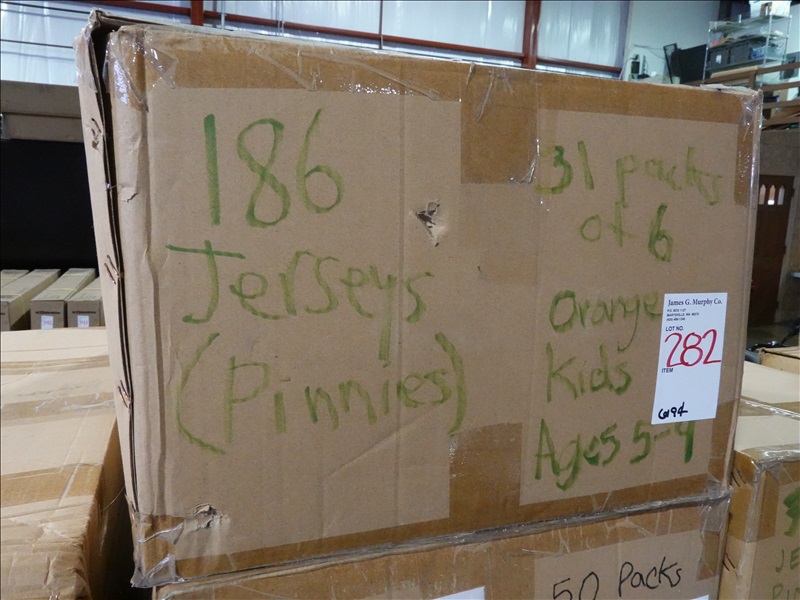 186
Jerseys
(Pinnies)
31 packs
of 6
Orange
Kids
Ages 5-9
James G. Murphy Co.
LOT NO.
282
ITEM
50 Packs
JE